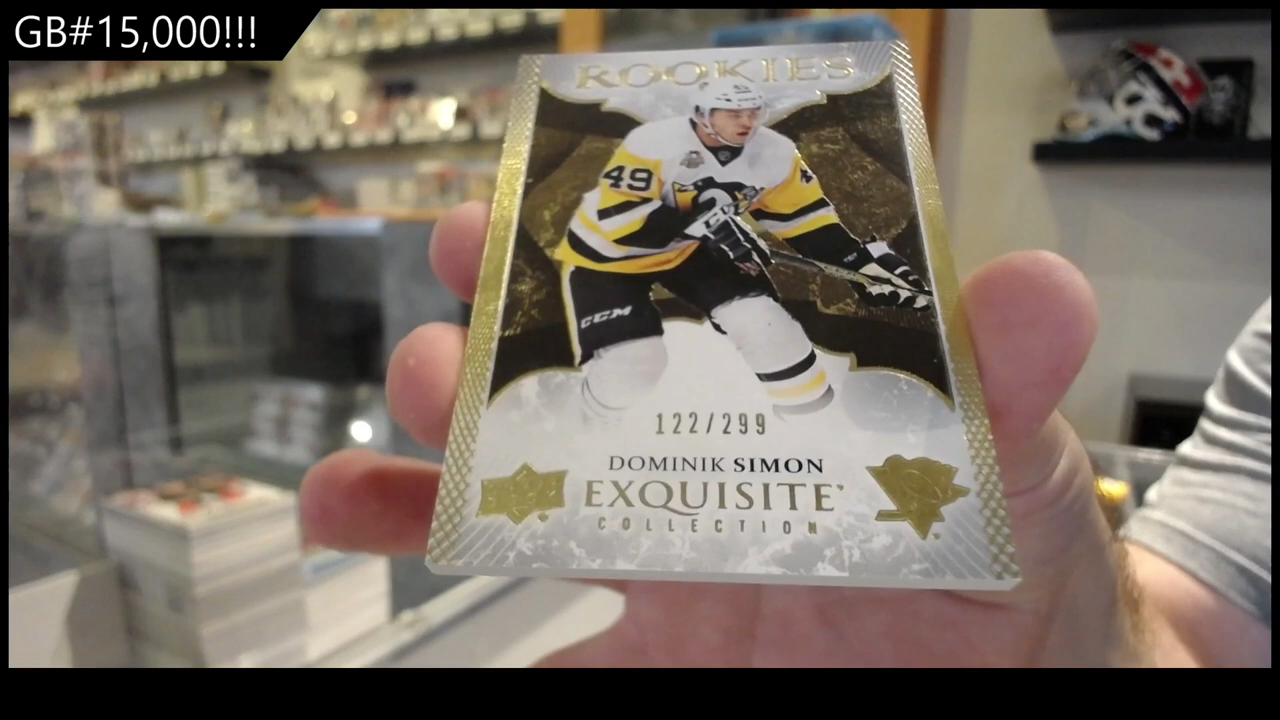 GB#15,000!!!
ROOKIES
49
CCM
122/299
DOMINIK SIMON
EXQUISITE
COLLECTION